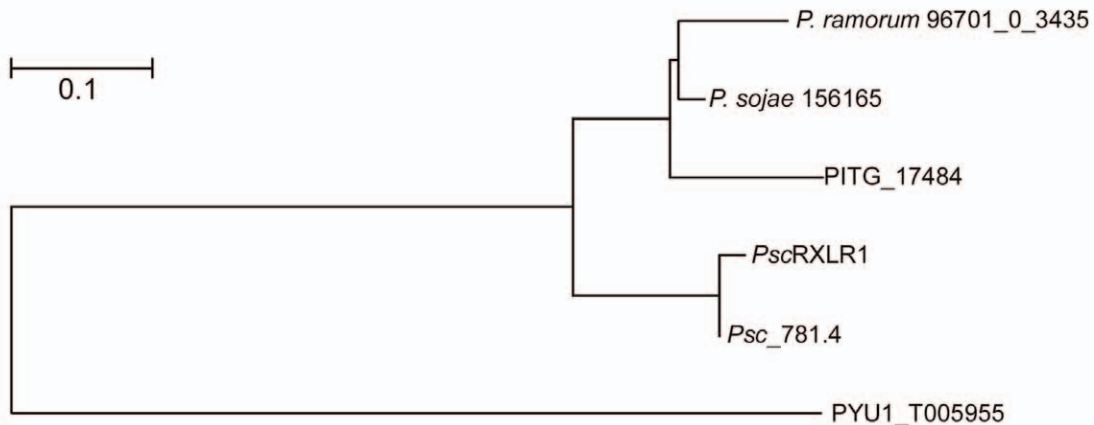 P. ramorum 96701_0_3435
0.1
P. sojae 156165
PITG_17484
PscRXLR1
Psc_781.4
PYU1_T005955